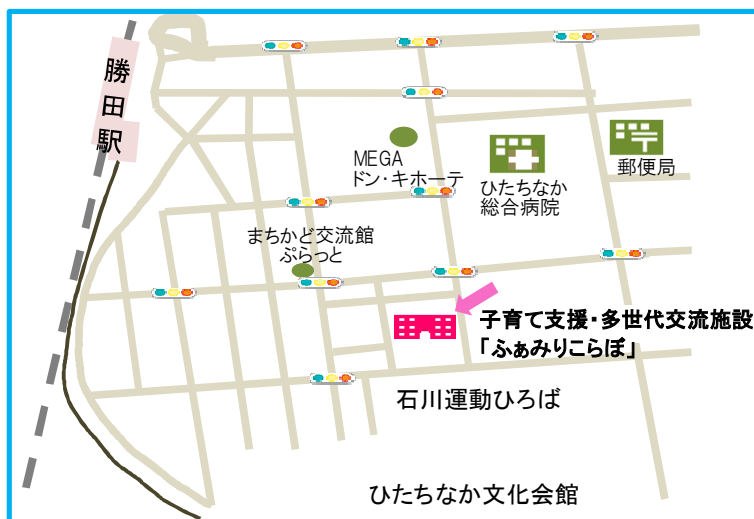 勝田駅
MEGA
ドン・キホーテ
ひたちなか
総合病院
郵便局
まちかど交流館
ぷらっと
子育て支援・多世代交流施設
「ふぁみりこらぼ」
石川運動ひろば
ひたちなか文化会館